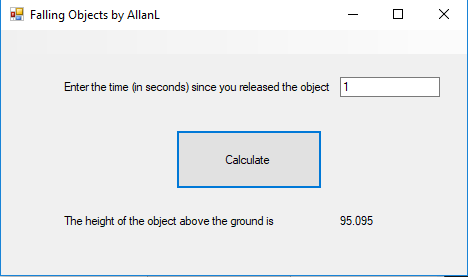 Falling Objects by AllanL
Enter the time (in seconds) since you released the object 1
Calculate
The height of the object above the ground is 95.095